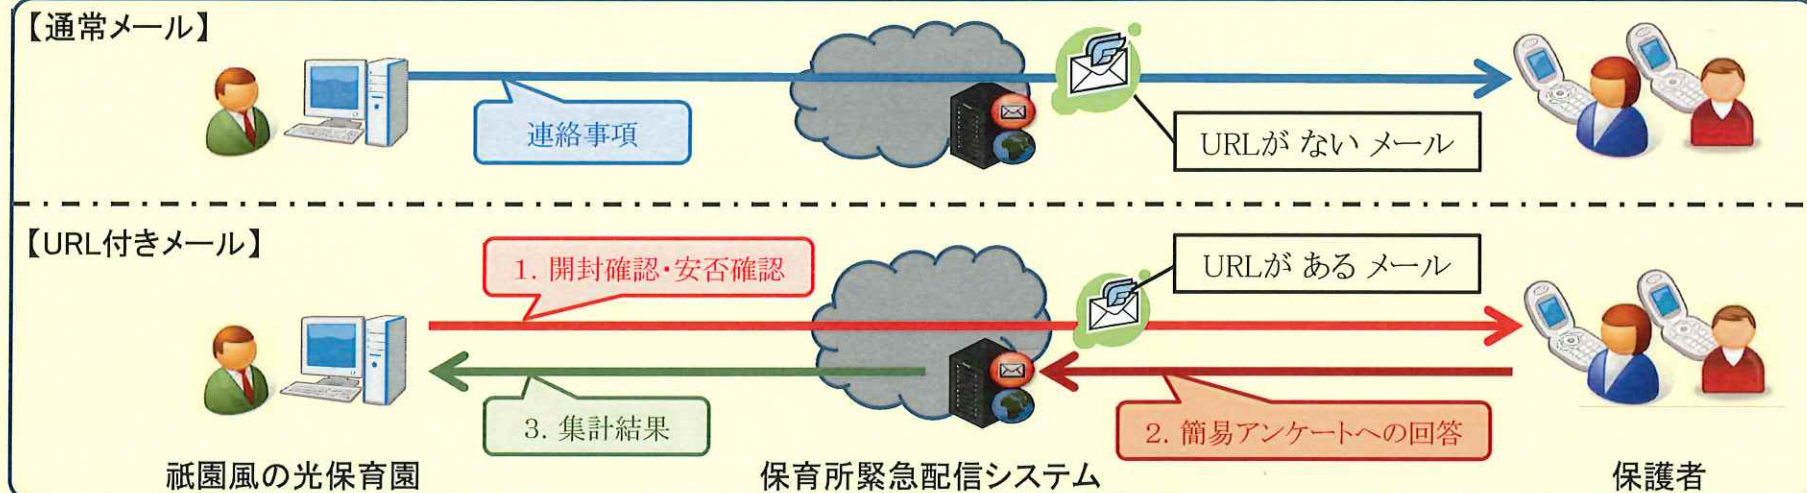 【通常メール】
連絡事項
URLが ない メール
【URL付きメール】
1. 開封確認・安否確認
URLが ある メール
3. 集計結果
2. 簡易アンケートへの回答
祇園風の光保育園
保育所緊急配信システム
保護者